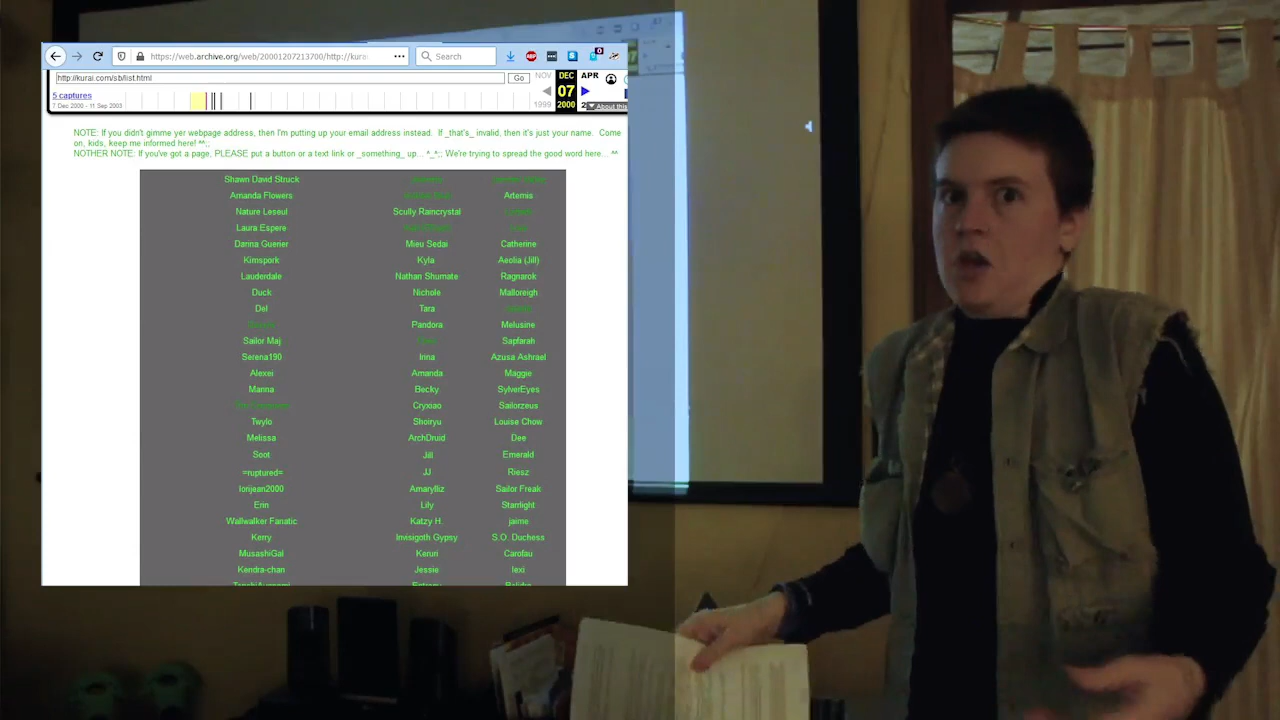 https://web.archive.org/web/20001207213700/http://kurai
Search
0
http://kurai.com/sb/list.html
Go
NOV
DEC
APR
5 captures
07
7 Dec 2000 - 11 Sep 2003
1999
2000
About this
NOTE: If you didn't gimme yer webpage address, then I'm putting up your email address instead. If _that's_ invalid, then it's just your name. Come
on, kids, keep me informed here! ^^;;
NOTHER NOTE: If you've got a page, PLEASE put a button or a text link or _something_ up... ^_^;; We're trying to spread the good word here... ^^
Shawn David Struck
Amanda Flowers Artemis
Nature Leseul Scully Raincrystal
Laura Espere
Darina Guerier Mieu Sedai Catherine
Kimspork Kyla Aeolia (Jill)
Lauderdale Nathan Shumate Ragnarok
Duck Nichole Malloreigh
Del Tara
Pandora Melusine
Sailor Maj Sapfarah
Serena190 Irina Azusa Ashrael
Alexei Amanda Maggie
Manna Becky SylverEyes
Cryxiao Sailorzeus
Twylo Shoiryu Louise Chow
Melissa ArchDruid Dee
Soot Jill Emerald
=ruptured= JJ Riesz
lorijean2000 Amarylliz Sailor Freak
Erin Lily Starrlight
Wallwalker Fanatic Katzy H. jaime
Kerry Invisigoth Gypsy S.O. Duchess
MusashiGal Keruri Carofau
Kendra-chan Jessie lexi